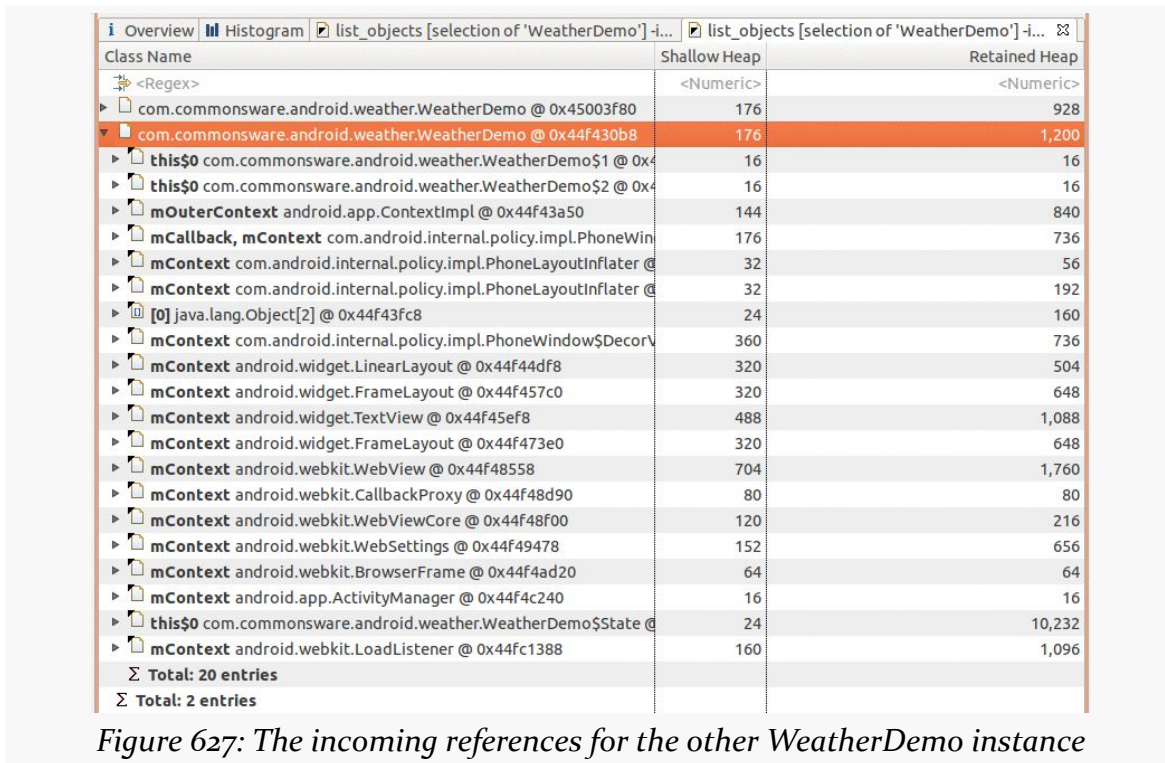 i Overview Histogram list_objects [selection of 'WeatherDemo'] -i... list_objects [selection of 'WeatherDemo'] -i...
Class Name Shallow Heap Retained Heap
<Regex> <Numeric> <Numeric>
com.commonsware.android.weather.WeatherDemo @ 0x45003f80 176 928
com.commonsware.android.weather.WeatherDemo @ 0x44f430b8 176 1,200
this$0 com.commonsware.android.weather.WeatherDemo$1 @ 0x4 16 16
this$0 com.commonsware.android.weather.WeatherDemo$2 @ 0x4 16 16
mOuterContext android.app.ContextImpl @ 0x44f43a50 144 840
mCallback, mContext com.android.internal.policy.impl.PhoneWin 176 736
mContext com.android.internal.policy.impl.PhoneLayoutInflater @ 32 56
mContext com.android.internal.policy.impl.PhoneLayoutInflater @ 32 192
[0] java.lang.Object[2] @ 0x44f43fc8 24 160
mContext com.android.internal.policy.impl.PhoneWindow$DecorV 360 736
mContext android.widget.LinearLayout @ 0x44f44df8 320 504
mContext android.widget.FrameLayout @ 0x44f457c0 320 648
mContext android.widget.TextView @ 0x44f45ef8 488 1,088
mContext android.widget.FrameLayout @ 0x44f473e0 320 648
mContext android.webkit.WebView @ 0x44f48558 704 1,760
mContext android.webkit.CallbackProxy @ 0x44f48d90 80 80
mContext android.webkit.WebViewCore @ 0x44f48f00 120 216
mContext android.webkit.WebSettings @ 0x44f49478 152 656
mContext android.webkit.BrowserFrame @ 0x44f4ad20 64 64
mContext android.app.ActivityManager @ 0x44f4c240 16 16
this$0 com.commonsware.android.weather.WeatherDemo$State @ 24 10,232
mContext android.webkit.LoadListener @ 0x44fc1388 160 1,096
Σ Total: 20 entries
Σ Total: 2 entries
Figure 627: The incoming references for the other WeatherDemo instance